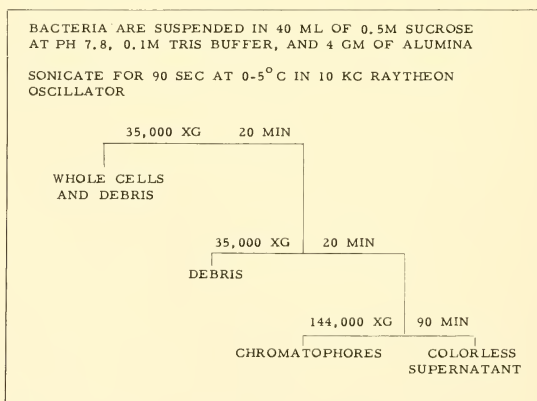 BACTERIA ARE SUSPENDED IN 40 ML OF 0.5M SUCROSE
AT PH 7.8, 0.1M TRIS BUFFER, AND 4 GM OF ALUMINA
SONICATE FOR 90 SEC AT 0-5°C IN 10 KC RAYTHEON
OSCILLATOR
35,000 XG 20 MIN
WHOLE CELLS
AND DEBRIS
35,000 XG 20 MIN
DEBRIS
144,000 XG 90 MIN
CHROMATOPHORES COLORLESS
SUPERNATANT